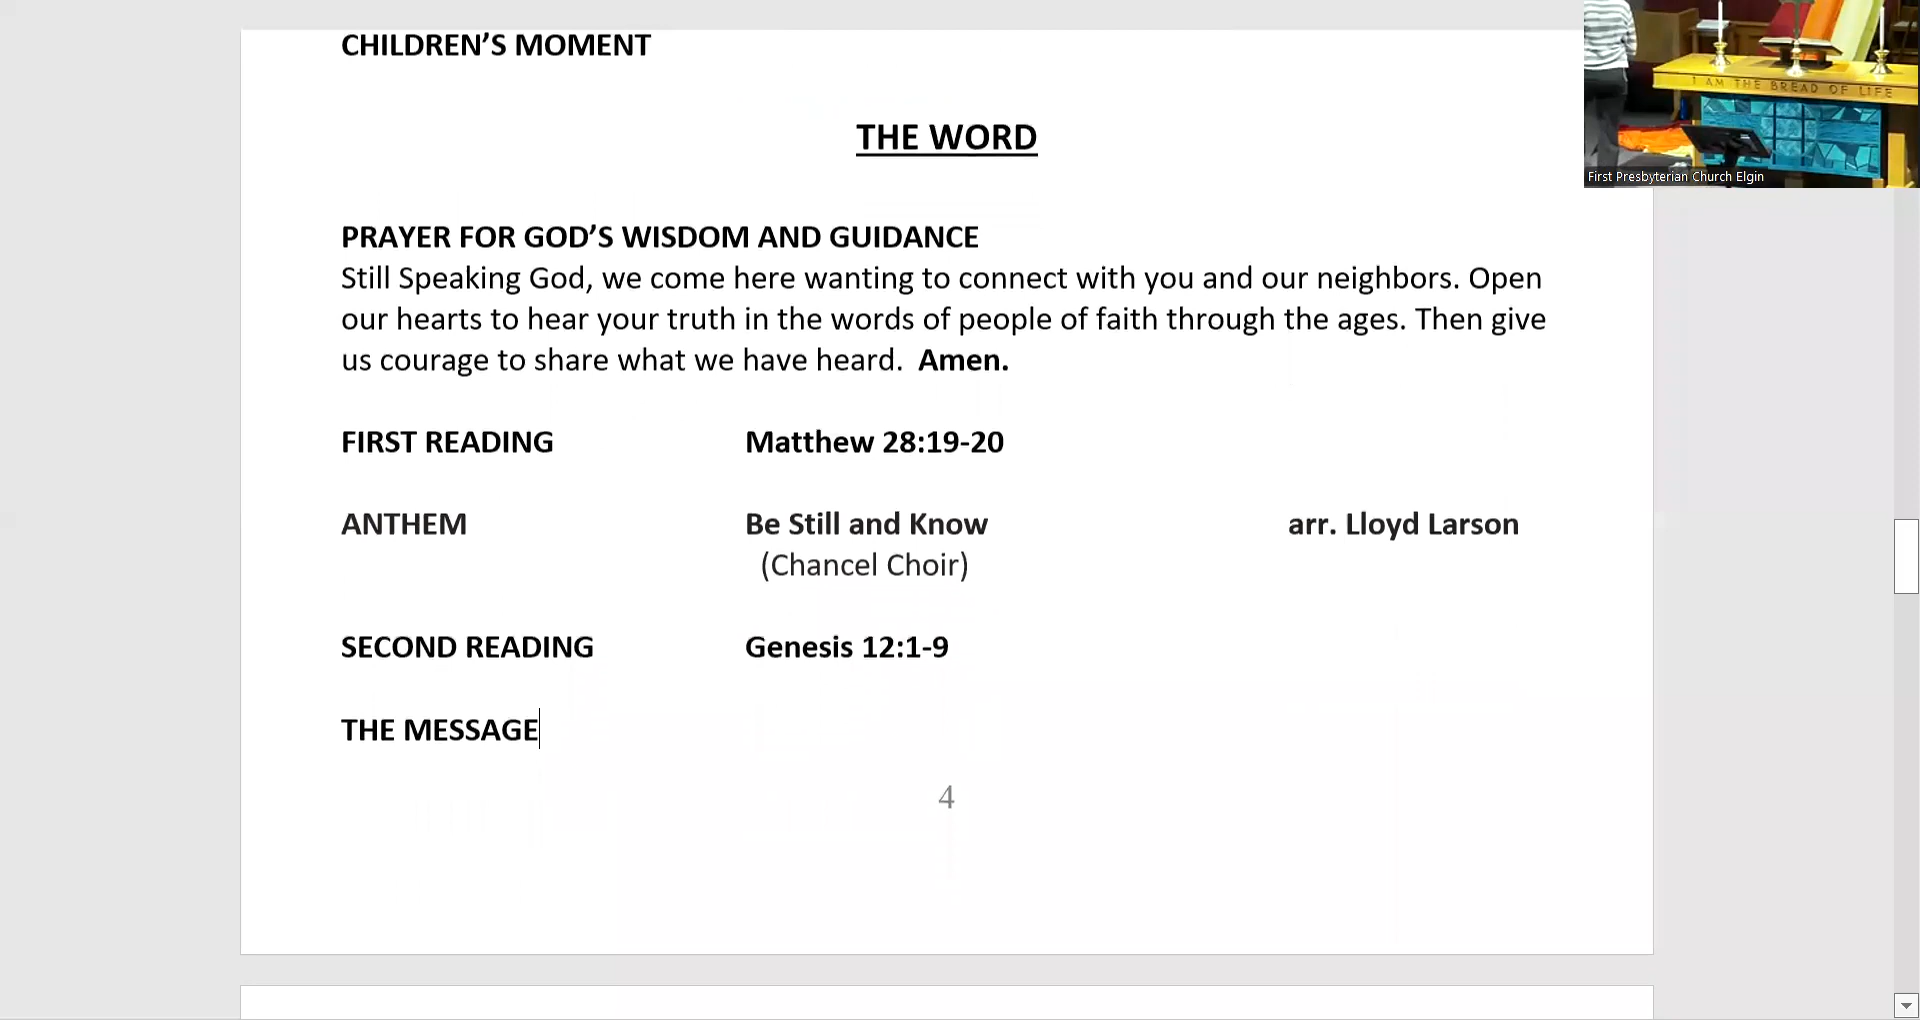 CHILDREN’S MOMENT
THE WORD
I AM THE BREAD OF LIFE
First Presbyterian Church Elgin
PRAYER FOR GOD’S WISDOM AND GUIDANCE
Still Speaking God, we come here wanting to connect with you and our neighbors. Open
our hearts to hear your truth in the words of people of faith through the ages. Then give
us courage to share what we have heard.  Amen.
FIRST READING Matthew 28:19-20
ANTHEM Be Still and Know arr. Lloyd Larson
(Chancel Choir)
SECOND READING Genesis 12:1-9
THE MESSAGE
4